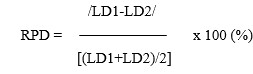 /LD1-LD2/
RPD = x 100 (%)
[(LD1+LD2)/2]